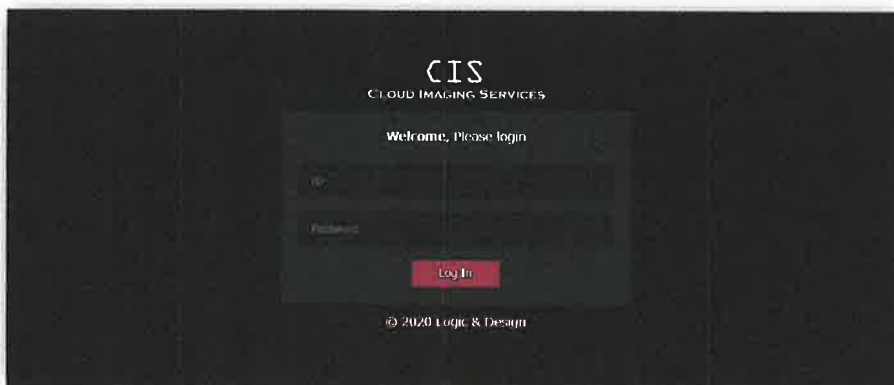 CIS
CLOUD IMAGING SERVICES
Welcome, Please login
ID
Password
Log In
© 2020 Logic & Design